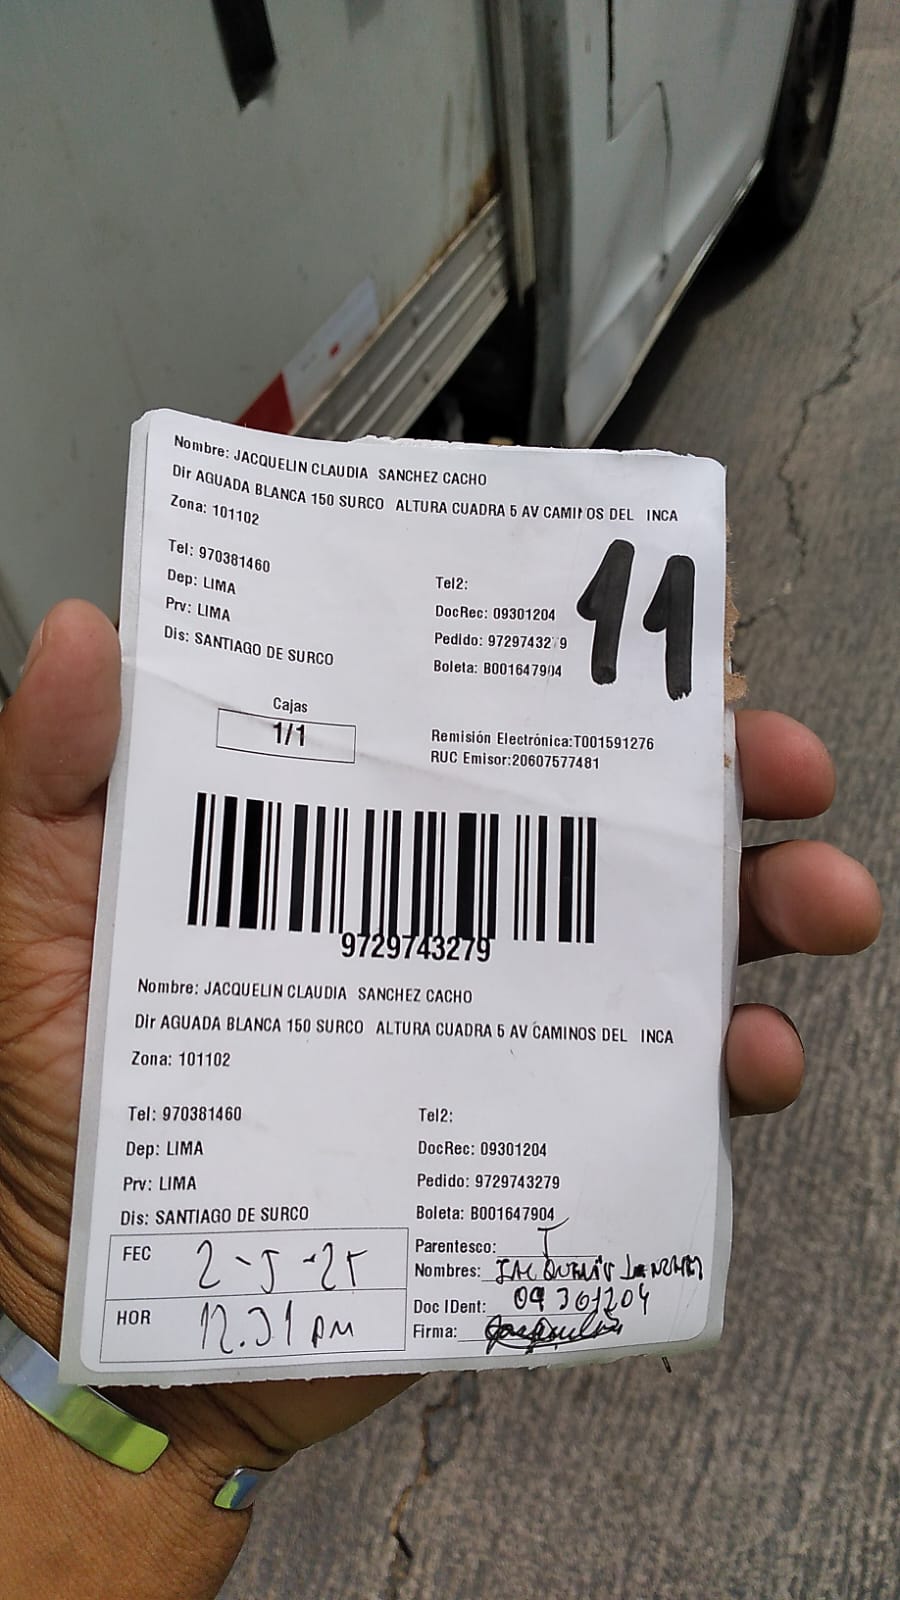 Nombre: JACQUELIN CLAUDIA SANCHEZ CACHO
Dir AGUADA BLANCA 150 SURCO ALTURA CUADRA 5 AV CAMINOS DEL INCA
Zona: 101102
11
Tel: 970381460
Tel2:
Dep: LIMA
DocRec: 09301204
Prv: LIMA
Pedido: 9729743279
Dis: SANTIAGO DE SURCO
Boleta: B001647904
Cajas
1/1
Remisión Electrónica:T001591276
RUC Emisor:20607577481
9729743279
Nombre: JACQUELIN CLAUDIA SANCHEZ CACHO
Dir AGUADA BLANCA 150 SURCO ALTURA CUADRA 5 AV CAMINOS DEL INCA
Zona: 101102
Tel: 970381460
Tel2:
Dep: LIMA
DocRec: 09301204
Prv: LIMA
Pedido: 9729743279
Dis: SANTIAGO DE SURCO
Boleta: B001647904
FEC 2-5-25
Parentesco: T
Nombres: JACQUELIN
HOR 12.31 PM
Doc IDent: 09301204
Firma: